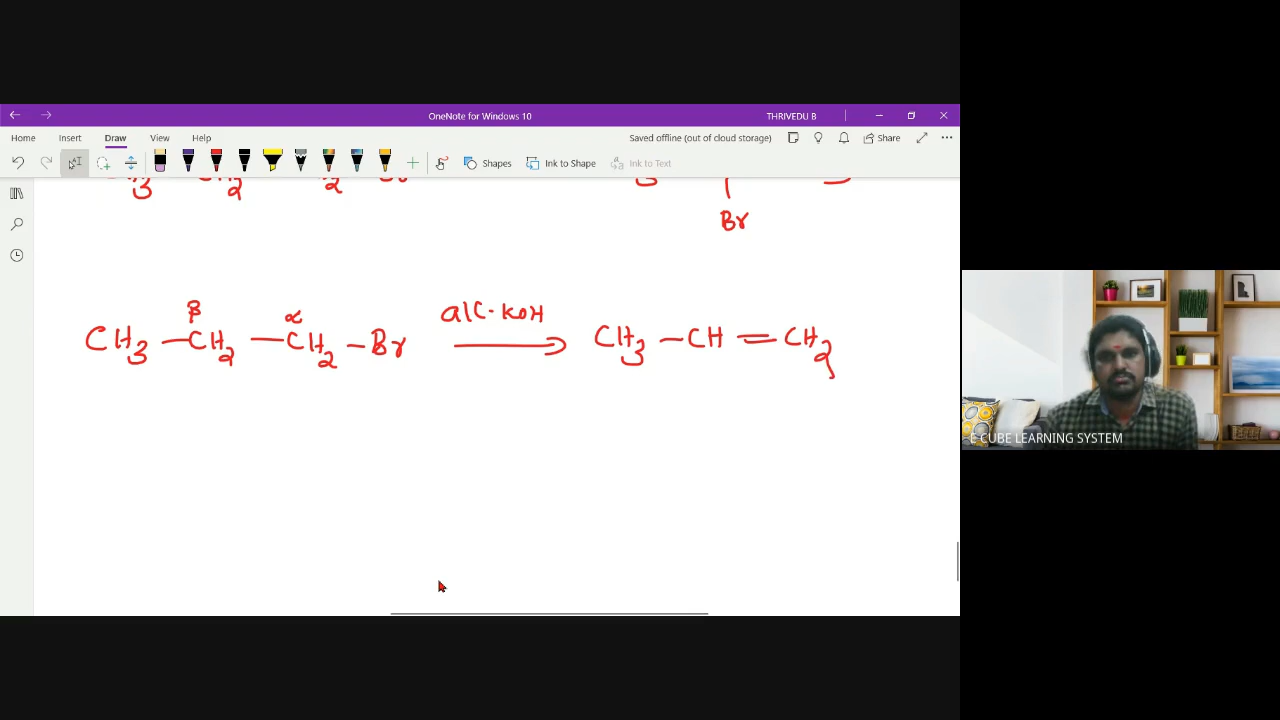 OneNote for Windows 10
THRIVEDU B
Home Insert Draw View Help
Saved offline (out of cloud storage)
Share
Shapes
Ink to Shape
Ink to Text
Br
β α
CH3 – CH2 – CH2 – Br alc. KOH → CH3 – CH = CH2
E CUBE LEARNING SYSTEM